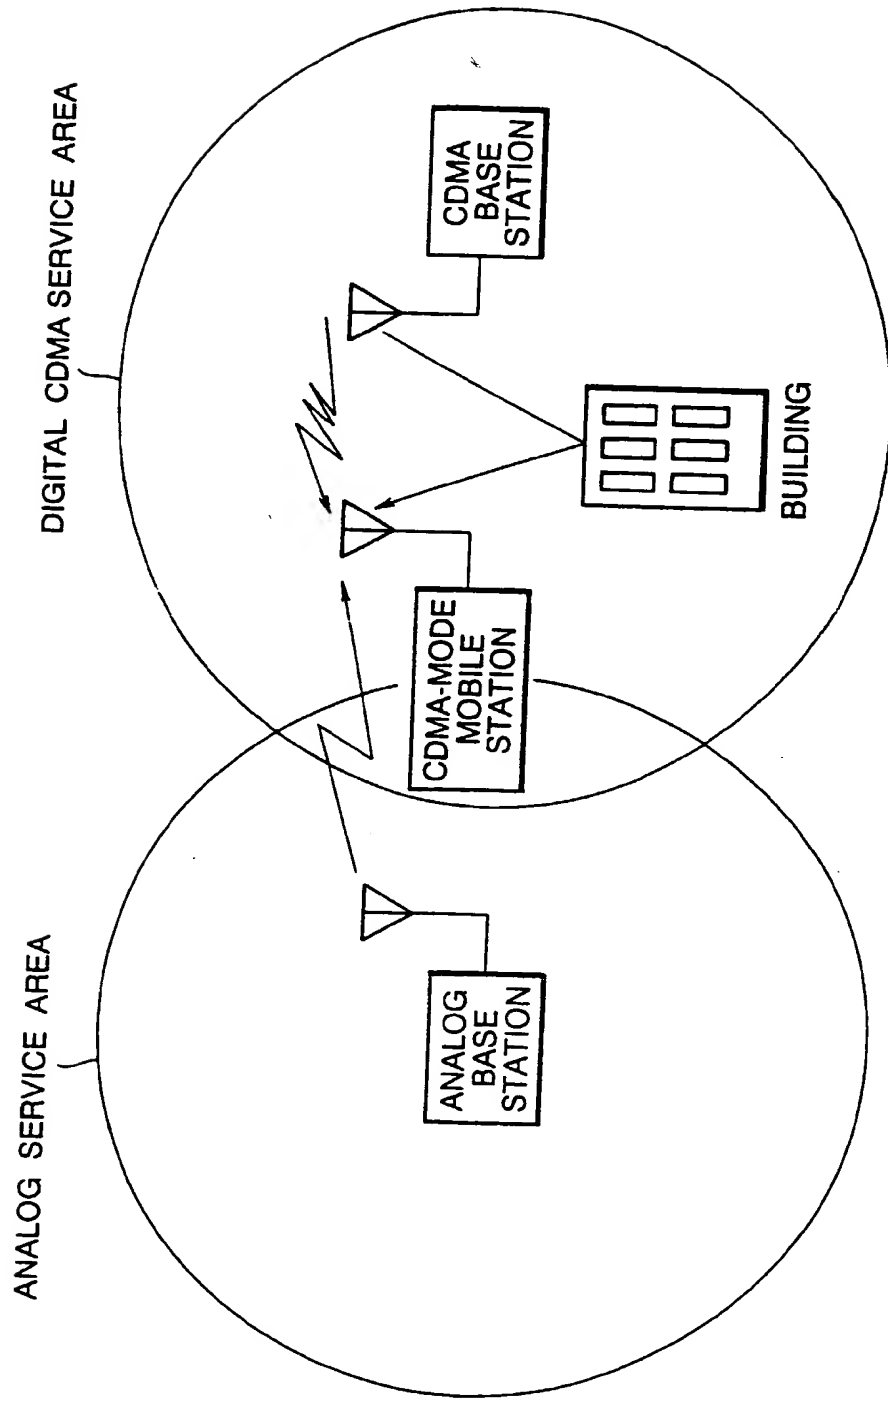 ANALOG SERVICE AREA
DIGITAL CDMA SERVICE AREA
ANALOG
BASE
STATION
CDMA-MODE
MOBILE
STATION
CDMA
BASE
STATION
BUILDING